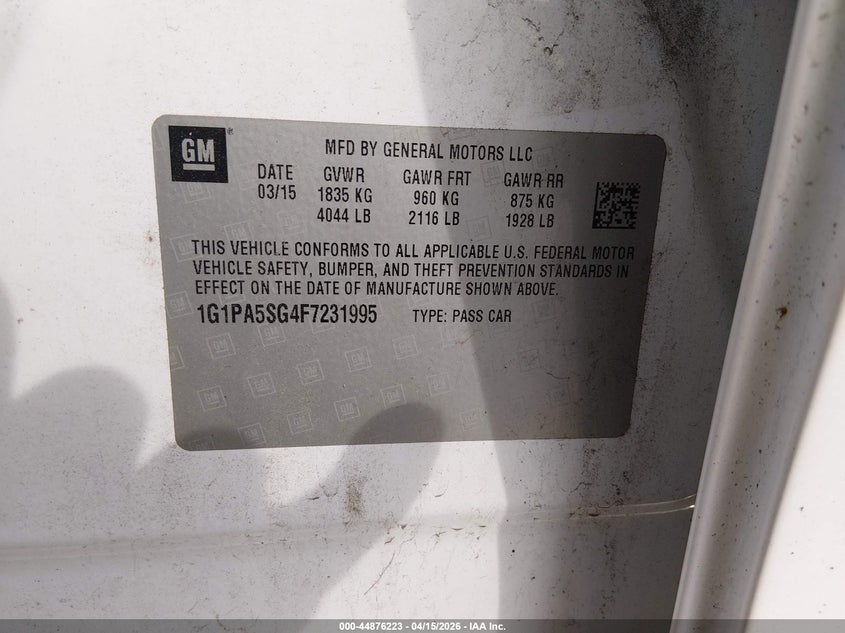 GM
MFD BY GENERAL MOTORS LLC
DATE GVWR GAWR FRT GAWR RR
03/15 1835 KG 960 KG 875 KG
4044 LB 2116 LB 1928 LB
THIS VEHICLE CONFORMS TO ALL APPLICABLE U.S. FEDERAL MOTOR
VEHICLE SAFETY, BUMPER, AND THEFT PREVENTION STANDARDS IN
EFFECT ON THE DATE OF MANUFACTURE SHOWN ABOVE.
1G1PA5SG4F7231995 TYPE: PASS CAR
000-44876223 - 04/15/2026 - IAA Inc.